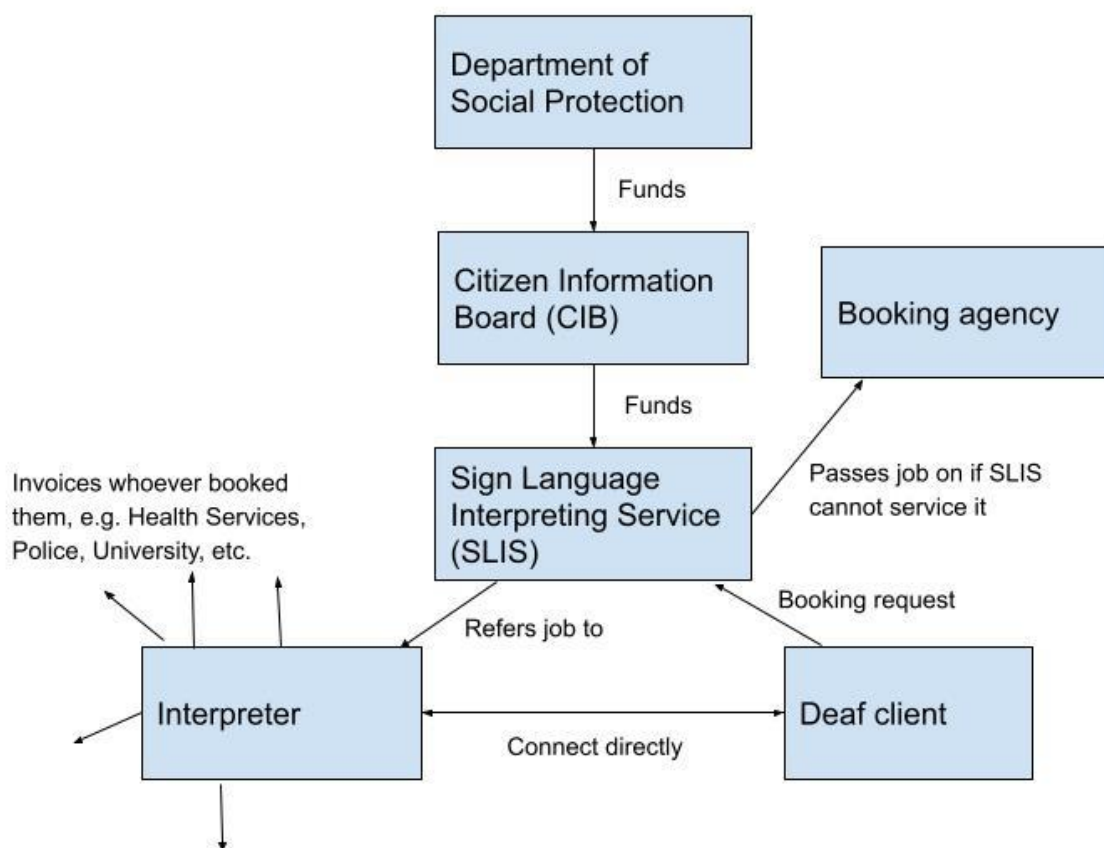 Department of
Social Protection
Funds
Citizen Information
Board (CIB)
Booking agency
Funds
Sign Language
Interpreting Service
(SLIS)
Passes job on if SLIS
cannot service it
Invoices whoever booked
them, e.g. Health Services,
Police, University, etc.
Refers job to
Booking request
Interpreter
Connect directly
Deaf client